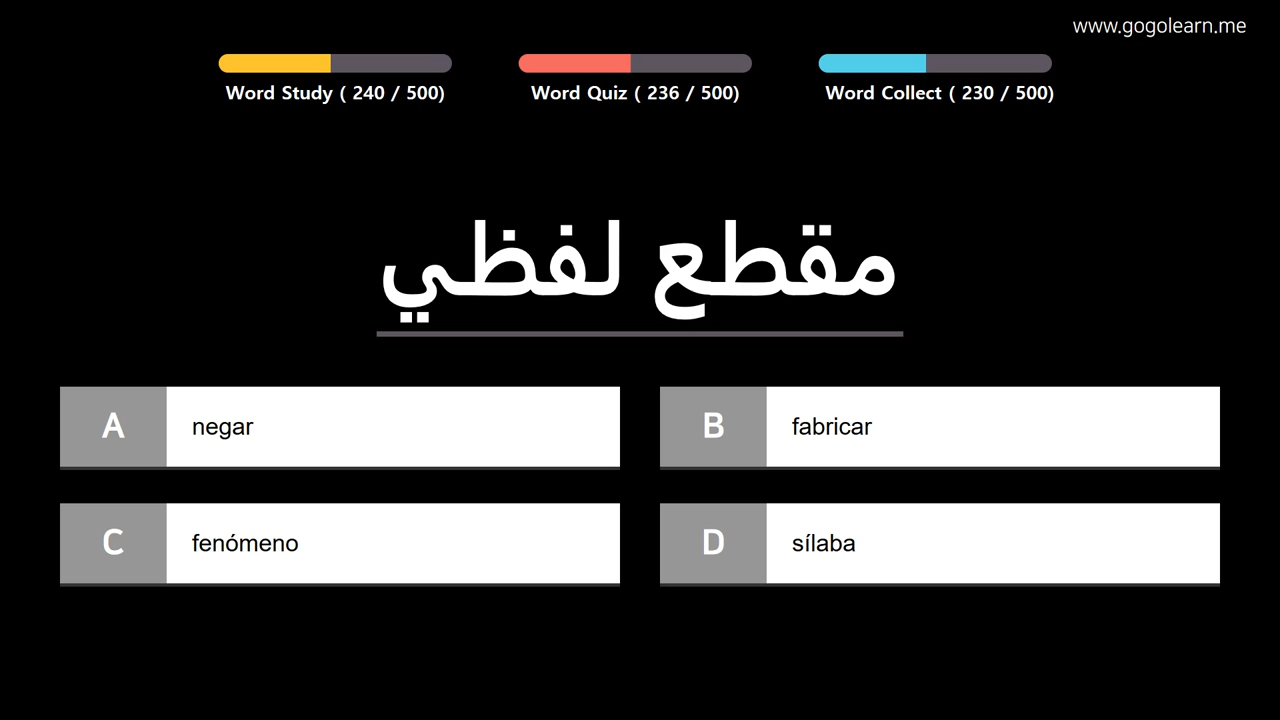 www.gogolearn.me
Word Study ( 240 / 500)
Word Quiz ( 236 / 500)
Word Collect ( 230 / 500)
مقطع لفظي
A negar
B fabricar
C fenómeno
D sílaba